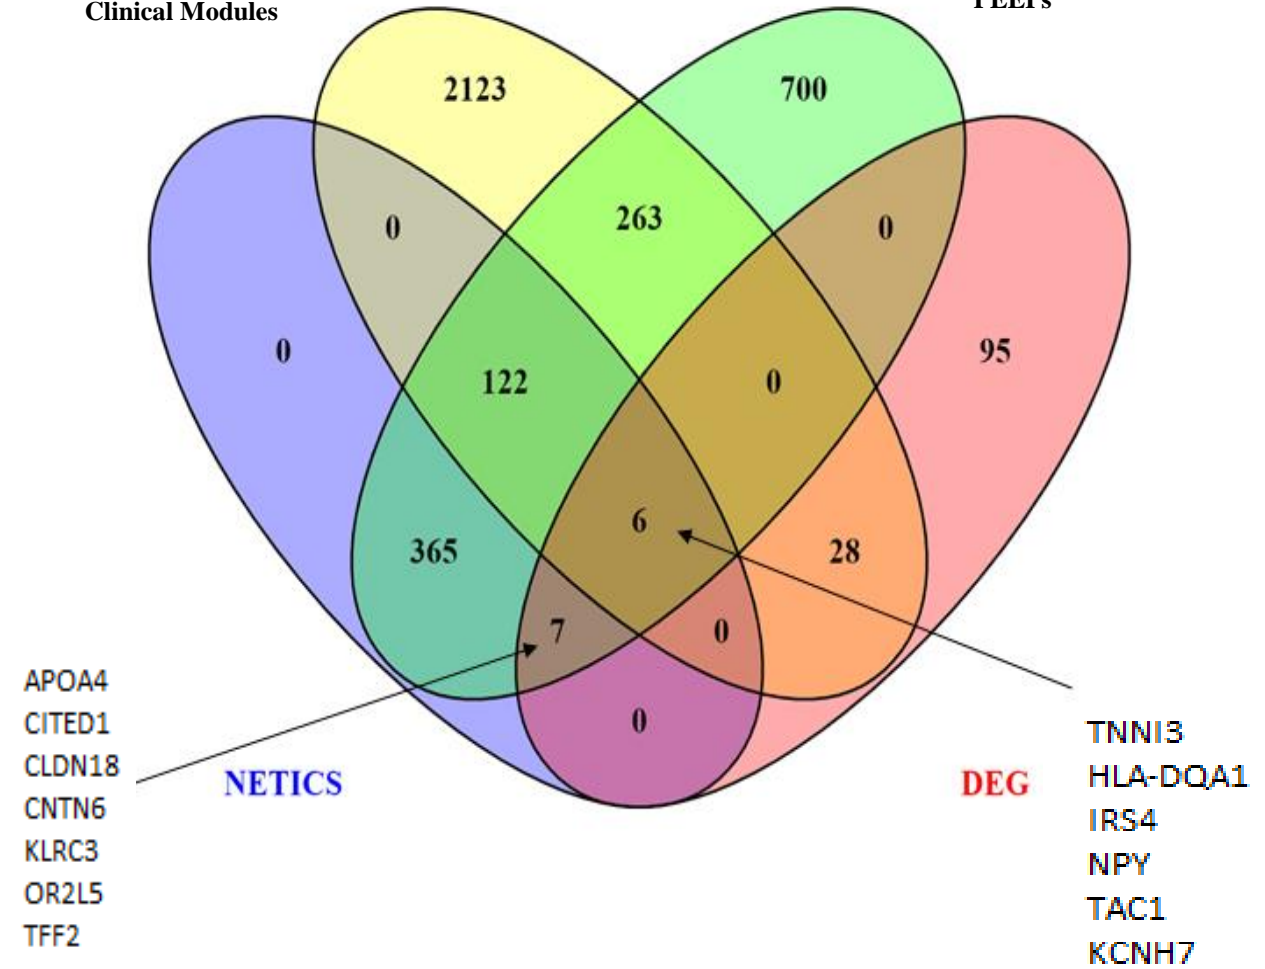 Clinical Modules
2123
700
0
263
0
0
122
0
95
365
6
28
7
0
0
APOA4
CITED1
CLDN18
CNTN6
KLRC3
OR2L5
TFF2
NETICS
DEG
TNNI3
HLA-DQA1
IRS4
NPY
TAC1
KCNH7